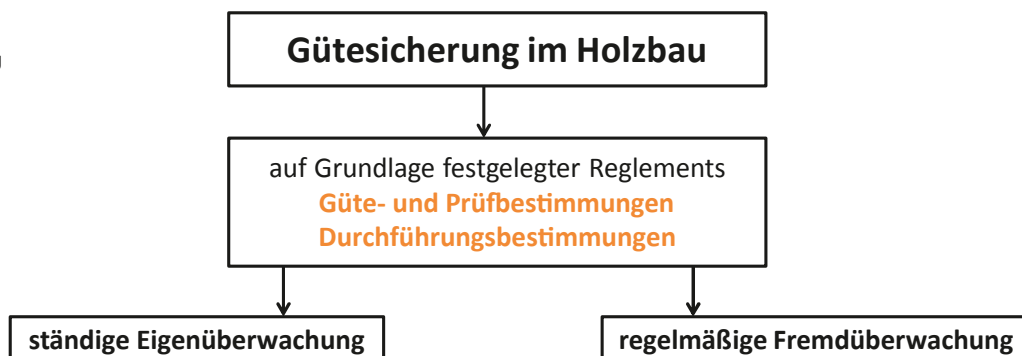 Gütesicherung im Holzbau
auf Grundlage festgelegter Reglements
Güte- und Prüfbestimmungen
Durchführungsbestimmungen
ständige Eigenüberwachung
regelmäßige Fremdüberwachung